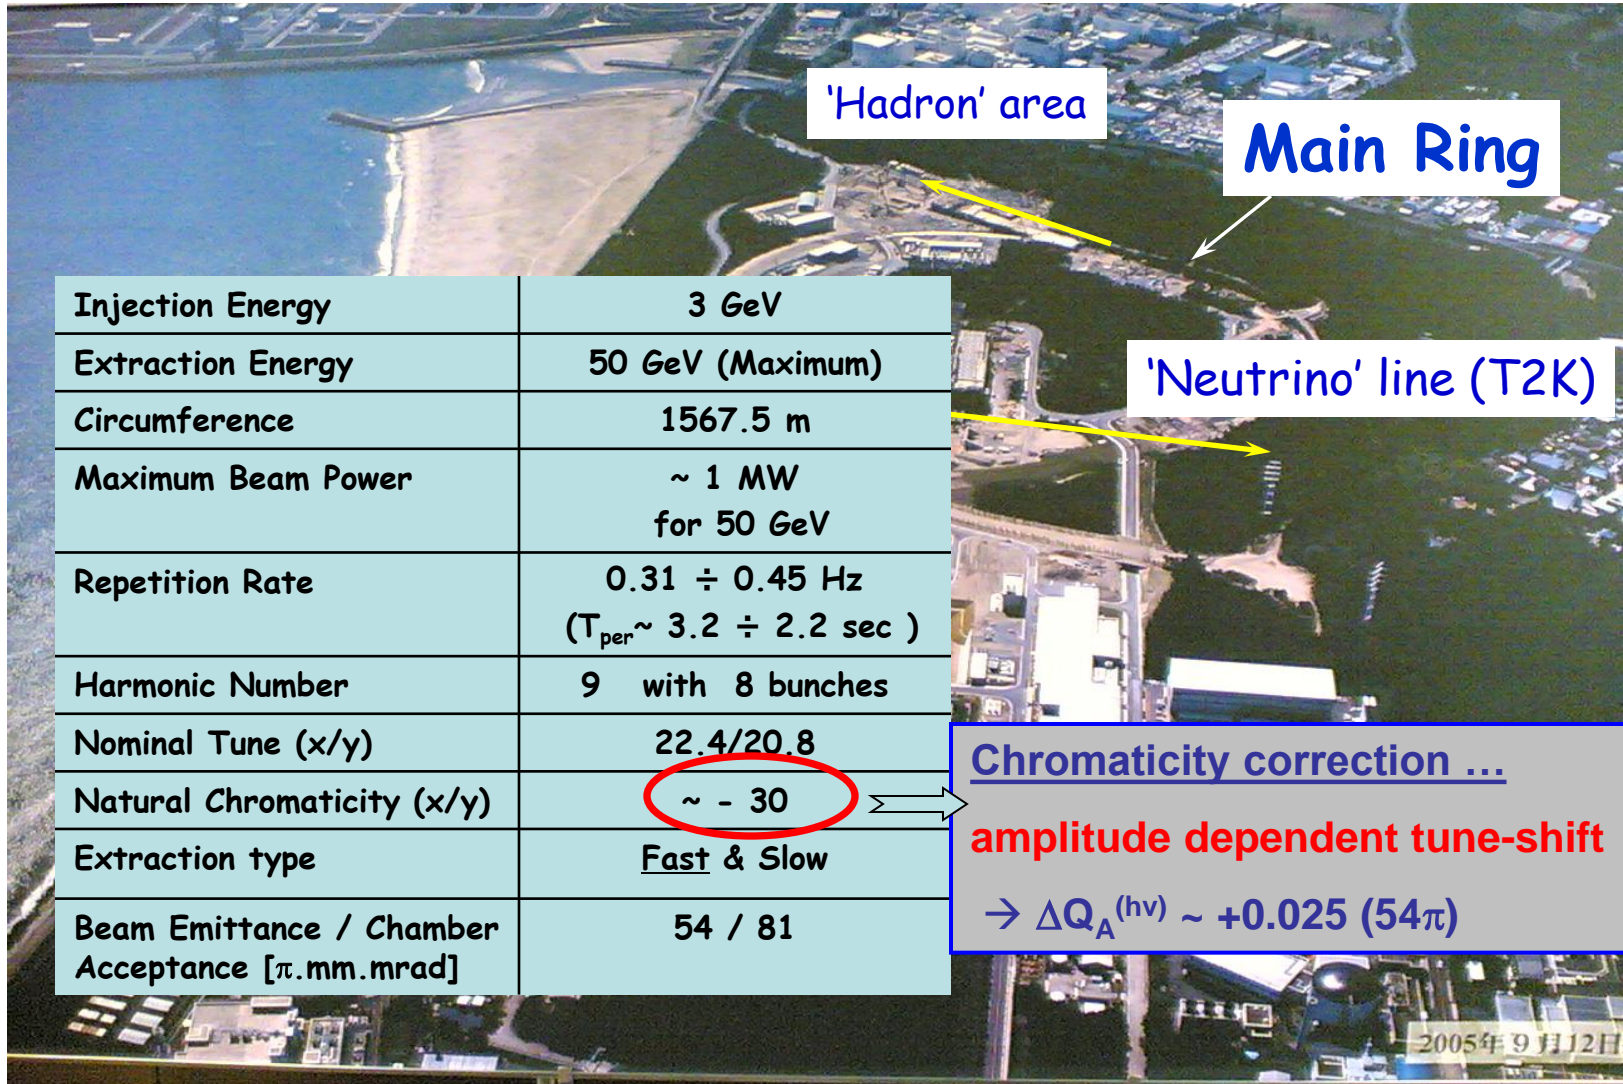 ‘Hadron’ area
Main Ring
‘Neutrino’ line (T2K)
Injection Energy 3 GeV
Extraction Energy 50 GeV (Maximum)
Circumference 1567.5 m
Maximum Beam Power ~ 1 MW
for 50 GeV
Repetition Rate 0.31 ÷ 0.45 Hz
(Tper~ 3.2 ÷ 2.2 sec )
Harmonic Number 9 with 8 bunches
Nominal Tune (x/y) 22.4/20.8
Natural Chromaticity (x/y) ~ - 30
Extraction type Fast & Slow
Beam Emittance / Chamber 54 / 81
Acceptance [π.mm.mrad]
Chromaticity correction …
amplitude dependent tune-shift
→ ΔQA(hv) ~ +0.025 (54π)
2005年9月12日